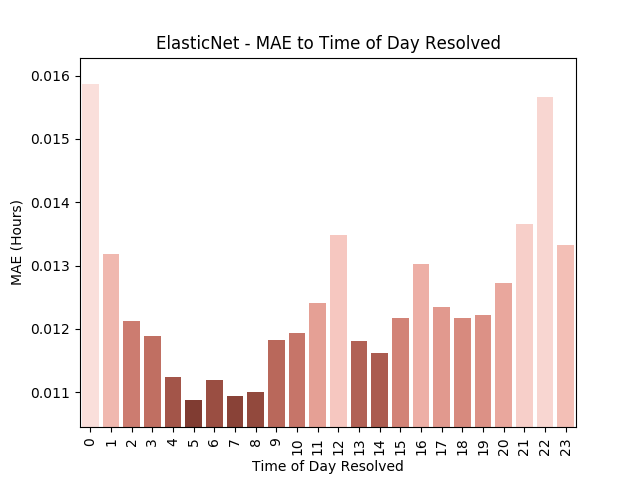 ElasticNet - MAE to Time of Day Resolved
0.016
0.015
0.014
0.013
0.012
0.011
MAE (Hours)
0 1 2 3 4 5 6 7 8 9 10 11 12 13 14 15 16 17 18 19 20 21 22 23
Time of Day Resolved